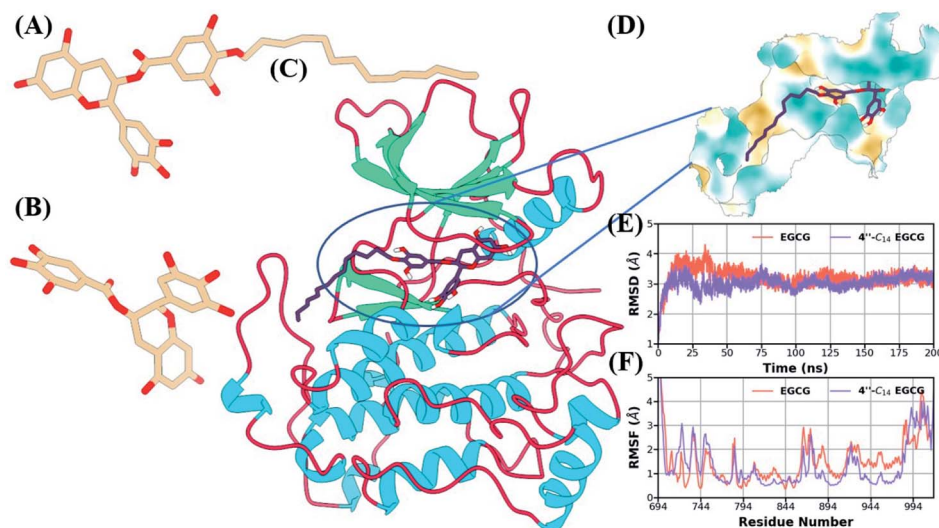 (A)
(C)
(D)
(B)
(E)
EGCG 4''-C14 EGCG
RMSD (Å)
5
4
3
2
1
0 25 50 75 100 125 150 175 200
Time (ns)
(F)
EGCG 4''-C14 EGCG
RMSF (Å)
5
4
3
2
1
0
694 744 794 844 894 944 994
Residue Number